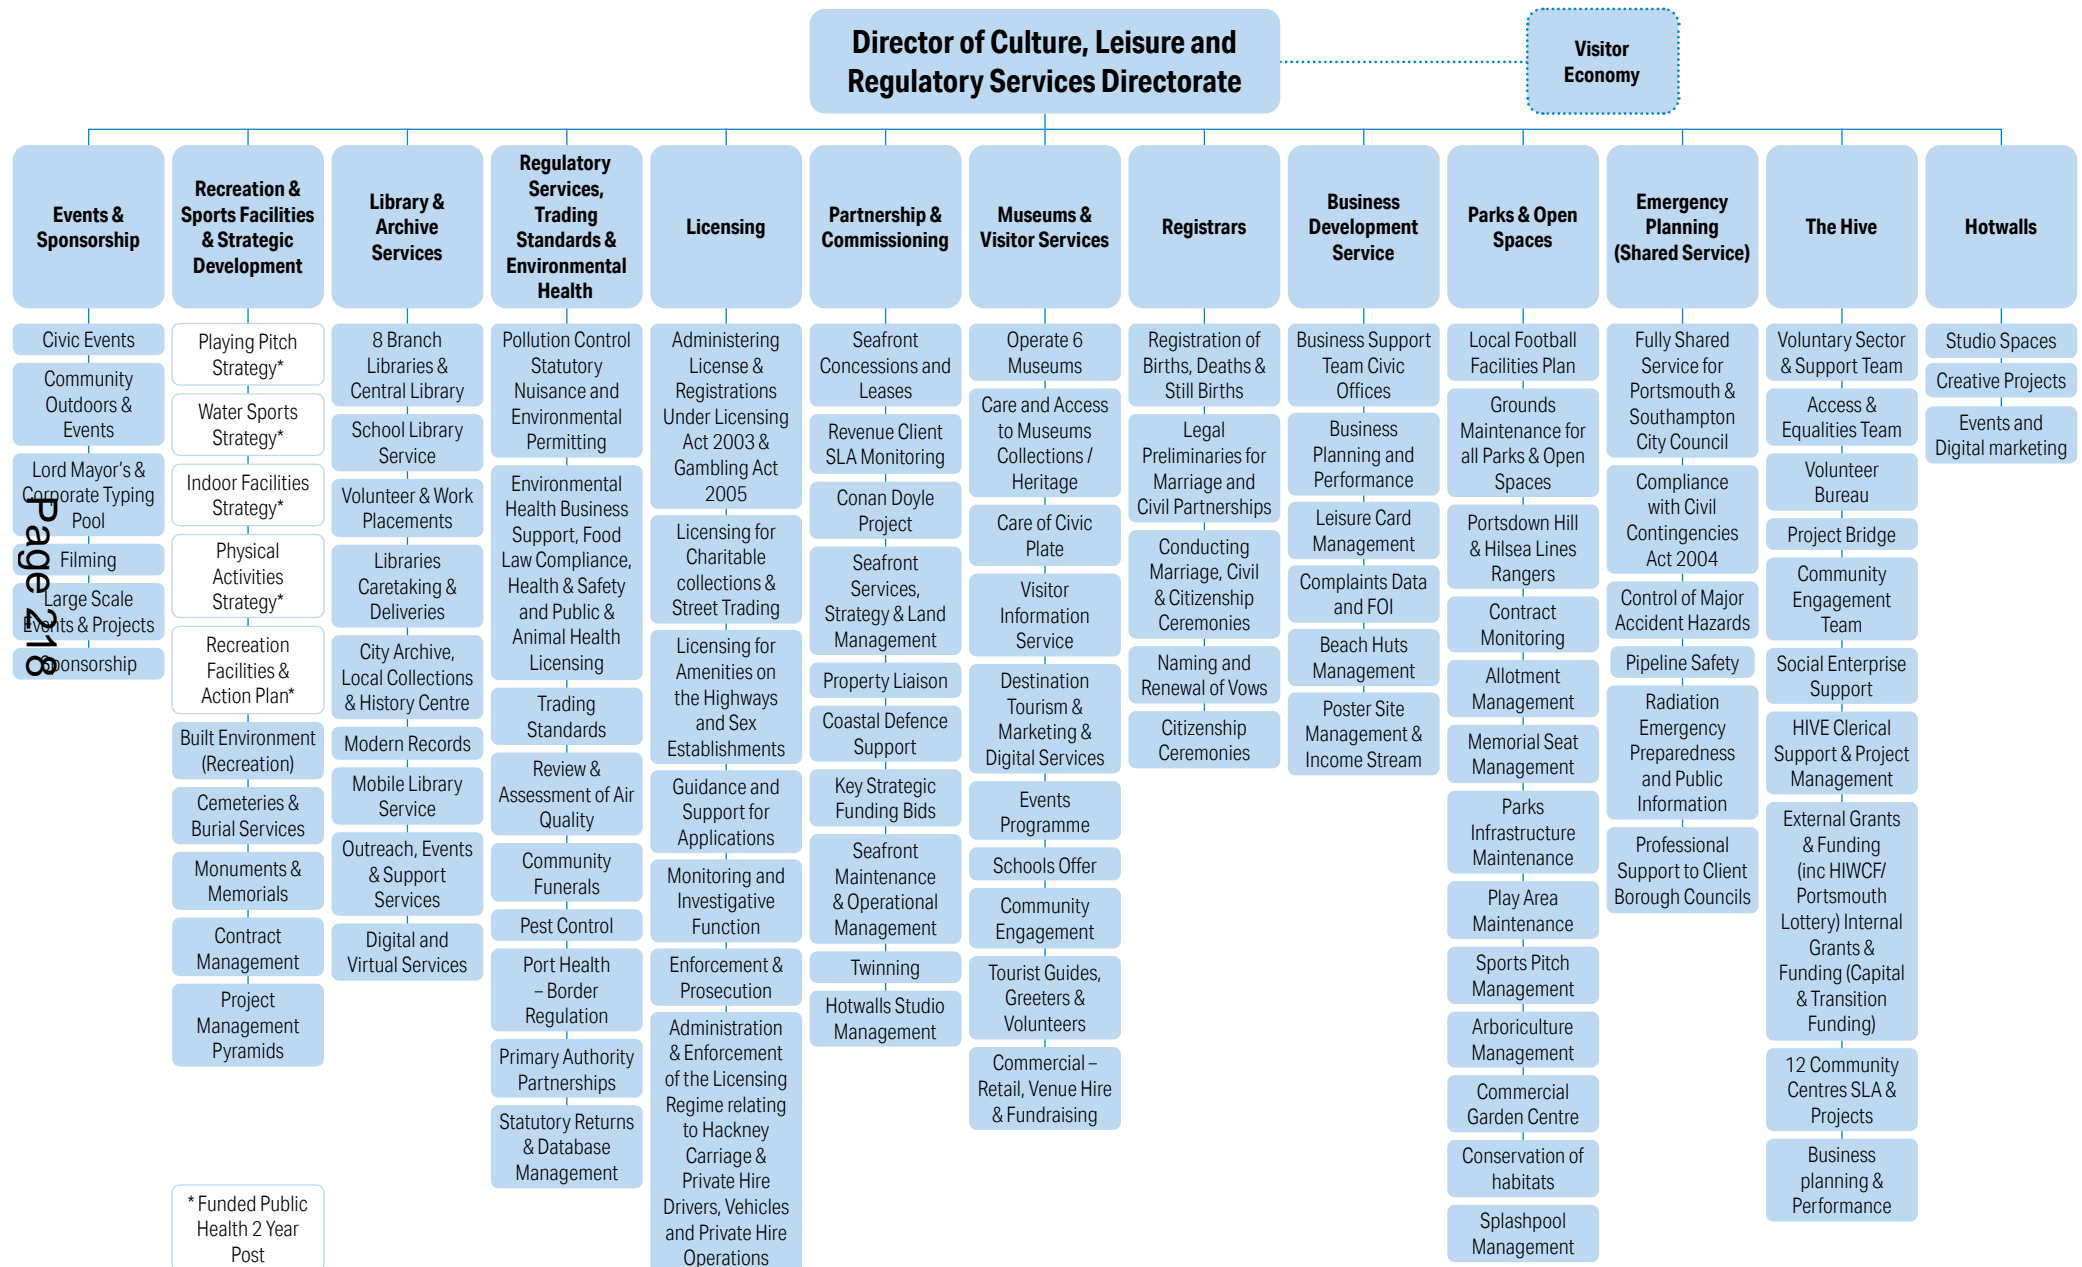 Director of Culture, Leisure and
Regulatory Services Directorate
Visitor
Economy
Events &
Sponsorship
Civic Events
Community
Outdoors &
Events
Lord Mayor's &
Corporate Typing
Pool
Filming
Large Scale
Events & Projects
Sponsorship
Page 218
Recreation &
Sports Facilities
& Strategic
Development
Playing Pitch
Strategy*
Water Sports
Strategy*
Indoor Facilities
Strategy*
Physical
Activities
Strategy*
Recreation
Facilities &
Action Plan*
Built Environment
(Recreation)
Cemeteries &
Burial Services
Monuments &
Memorials
Contract
Management
Project
Management
Pyramids
* Funded Public
Health 2 Year
Post
Library &
Archive
Services
8 Branch
Libraries &
Central Library
School Library
Service
Volunteer & Work
Placements
Libraries
Caretaking &
Deliveries
City Archive,
Local Collections
& History Centre
Modern Records
Mobile Library
Service
Outreach, Events
& Support
Services
Digital and
Virtual Services
Regulatory
Services,
Trading
Standards &
Environmental
Health
Pollution Control
Statutory
Nuisance and
Environmental
Permitting
Environmental
Health Business
Support, Food
Law Compliance,
Health & Safety
and Public &
Animal Health
Licensing
Trading
Standards
Review &
Assessment of Air
Quality
Community
Funerals
Pest Control
Port Health
– Border
Regulation
Primary Authority
Partnerships
Statutory Returns
& Database
Management
Licensing
Administering
License &
Registrations
Under Licensing
Act 2003 &
Gambling Act
2005
Licensing for
Charitable
collections &
Street Trading
Licensing for
Amenities on
the Highways
and Sex
Establishments
Guidance and
Support for
Applications
Monitoring and
Investigative
Function
Enforcement &
Prosecution
Administration
& Enforcement
of the Licensing
Regime relating
to Hackney
Carriage &
Private Hire
Drivers, Vehicles
and Private Hire
Operations
Partnership &
Commissioning
Seafront
Concessions and
Leases
Revenue Client
SLA Monitoring
Conan Doyle
Project
Seafront
Services,
Strategy & Land
Management
Property Liaison
Coastal Defence
Support
Key Strategic
Funding Bids
Seafront
Maintenance
& Operational
Management
Twinning
Hotwalls Studio
Management
Museums &
Visitor Services
Operate 6
Museums
Care and Access
to Museums
Collections /
Heritage
Care of Civic
Plate
Visitor
Information
Service
Destination
Tourism &
Marketing &
Digital Services
Events
Programme
Schools Offer
Community
Engagement
Tourist Guides,
Greeters &
Volunteers
Commercial –
Retail, Venue Hire
& Fundraising
Registrars
Registration of
Births, Deaths &
Still Births
Legal
Preliminaries for
Marriage and
Civil Partnerships
Conducting
Marriage, Civil
& Citizenship
Ceremonies
Naming and
Renewal of Vows
Citizenship
Ceremonies
Business
Development
Service
Business Support
Team Civic
Offices
Business
Planning and
Performance
Leisure Card
Management
Complaints Data
and FOI
Beach Huts
Management
Poster Site
Management &
Income Stream
Parks & Open
Spaces
Local Football
Facilities Plan
Grounds
Maintenance for
all Parks & Open
Spaces
Portsdown Hill
& Hilsea Lines
Rangers
Contract
Monitoring
Allotment
Management
Memorial Seat
Management
Parks
Infrastructure
Maintenance
Play Area
Maintenance
Sports Pitch
Management
Arboriculture
Management
Commercial
Garden Centre
Conservation of
habitats
Splashpool
Management
Emergency
Planning
(Shared Service)
Fully Shared
Service for
Portsmouth &
Southampton
City Council
Compliance
with Civil
Contingencies
Act 2004
Control of Major
Accident Hazards
Pipeline Safety
Radiation
Emergency
Preparedness
and Public
Information
Professional
Support to Client
Borough Councils
The Hive
Voluntary Sector
& Support Team
Access &
Equalities Team
Volunteer
Bureau
Project Bridge
Community
Engagement
Team
Social Enterprise
Support
HIVE Clerical
Support & Project
Management
External Grants
& Funding
(inc HIWCF/
Portsmouth
Lottery) Internal
Grants &
Funding (Capital
& Transition
Funding)
12 Community
Centres SLA &
Projects
Business
planning &
Performance
Hotwalls
Studio Spaces
Creative Projects
Events and
Digital marketing